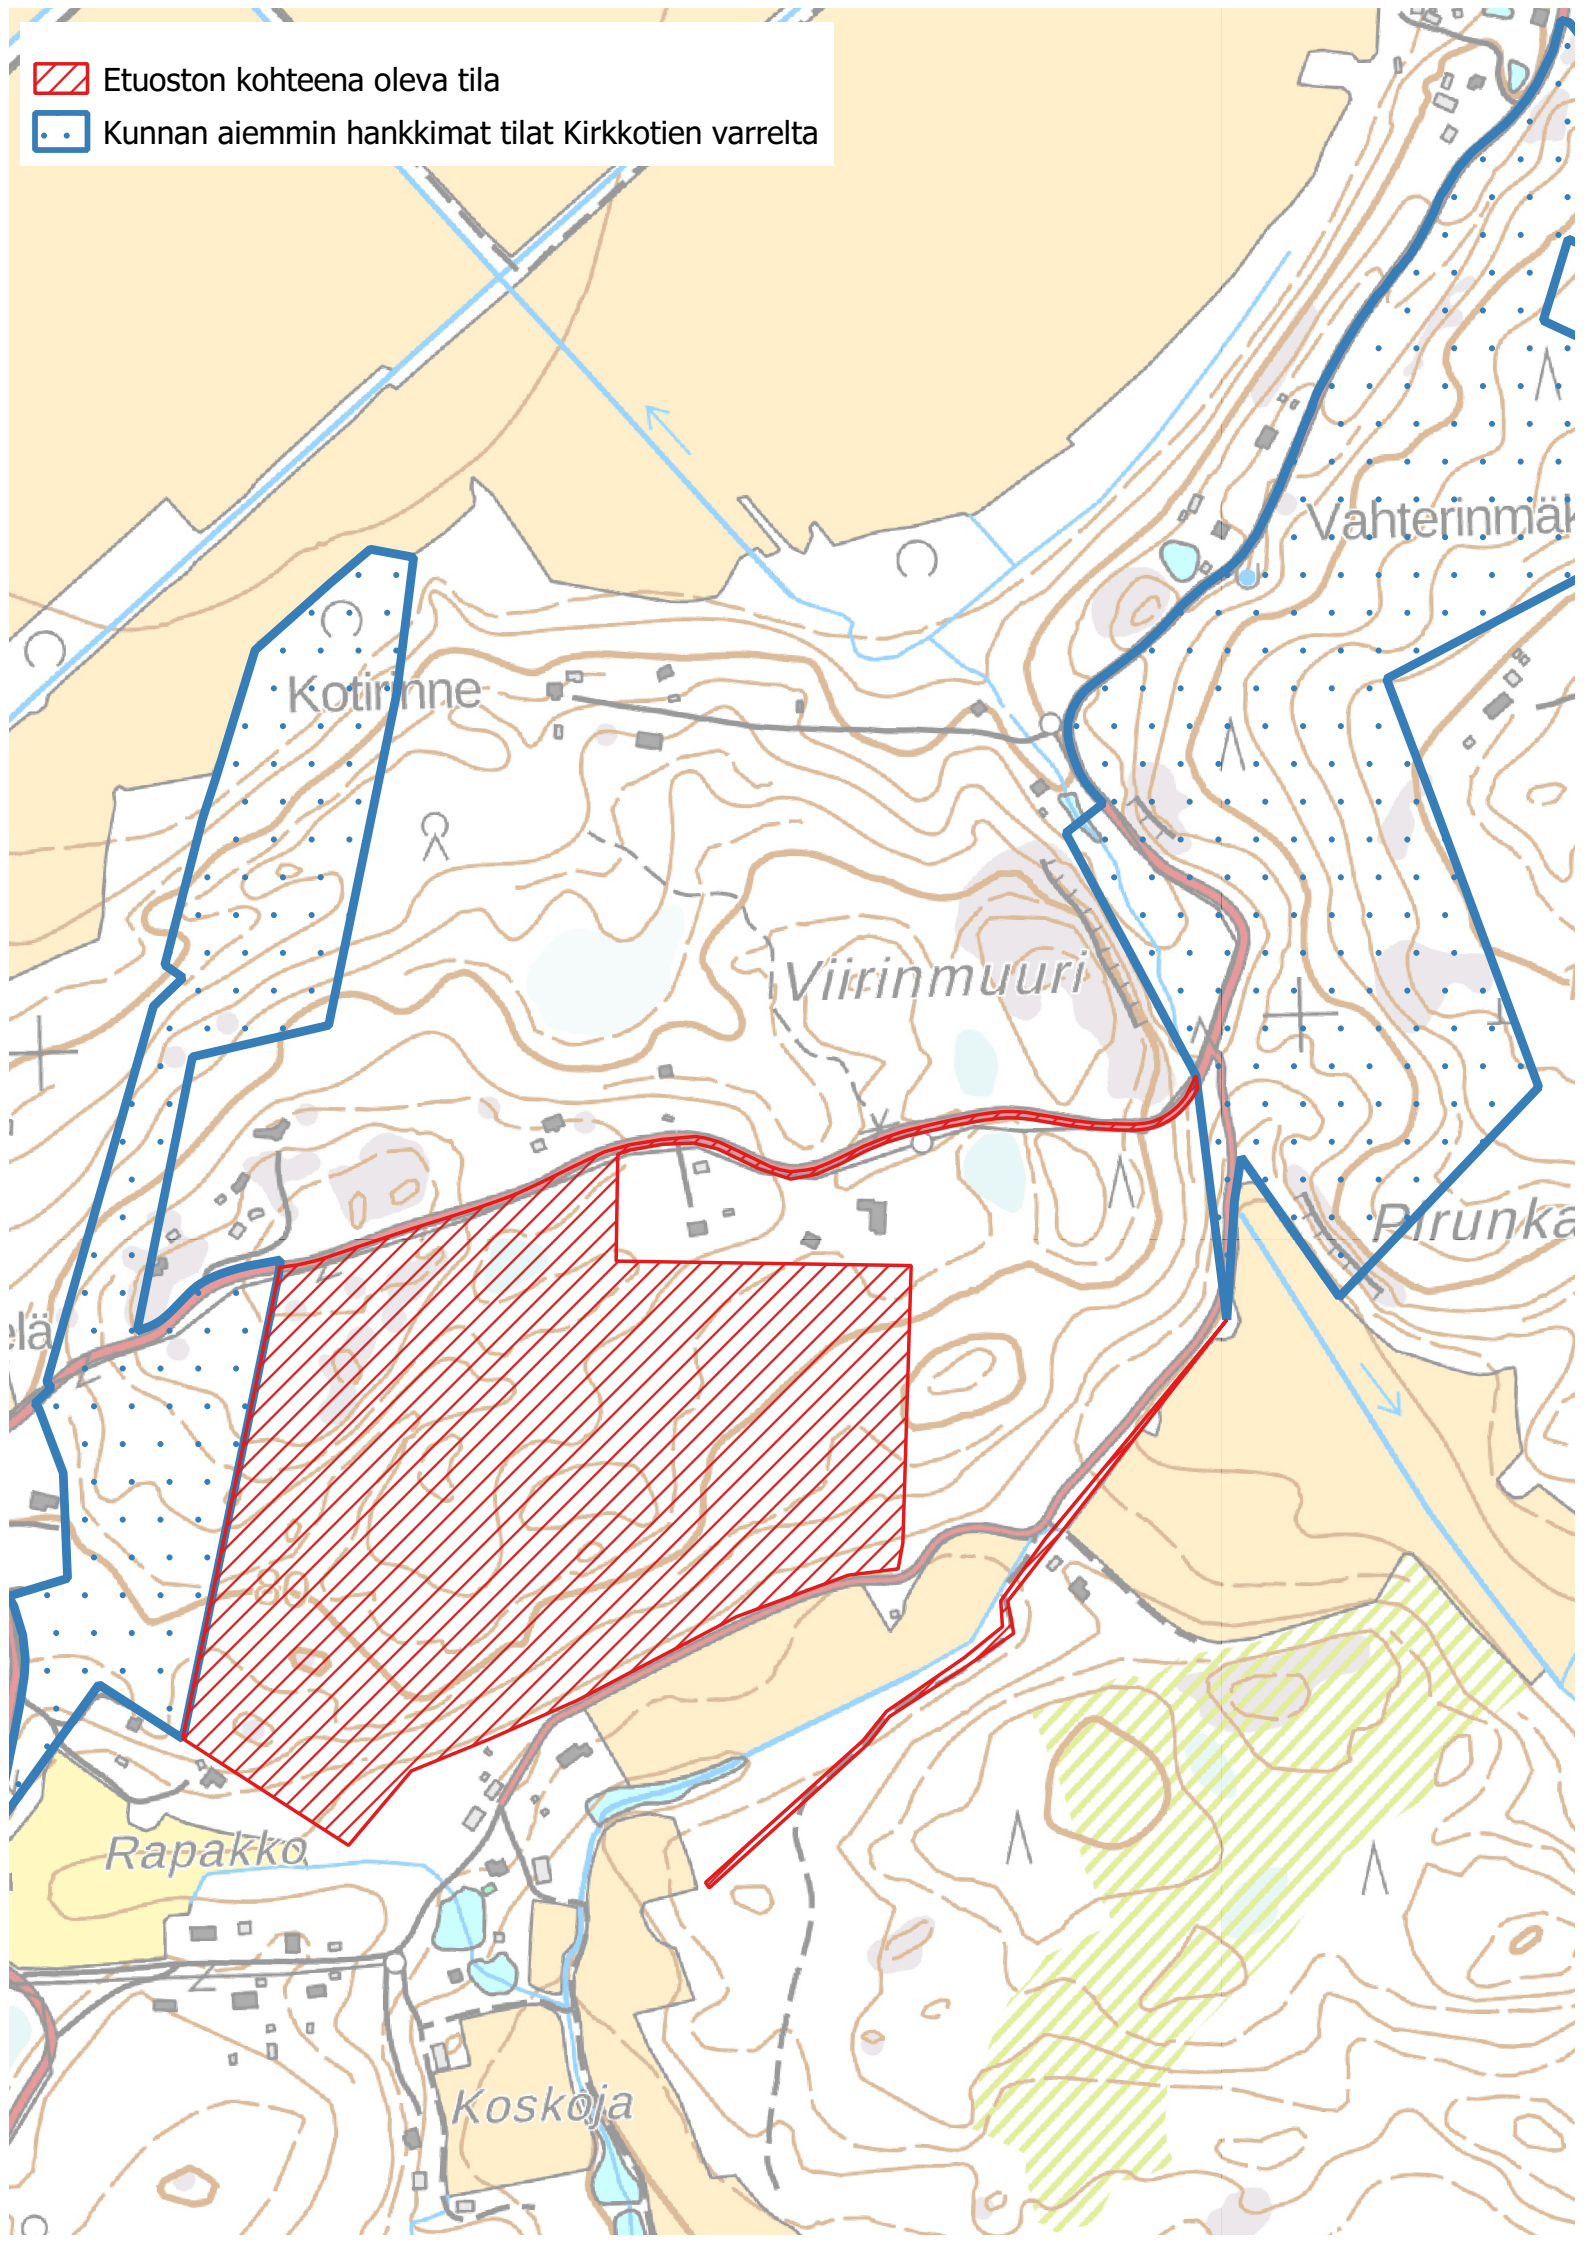 Etuoston kohteena oleva tila
Kunnan aiemmin hankkimat tilat Kirkkotien varrelta
Vahterinmäk
Kotirinne
Viirinmuuri
Pirunka
elä
80
Rapakko
Koskoja